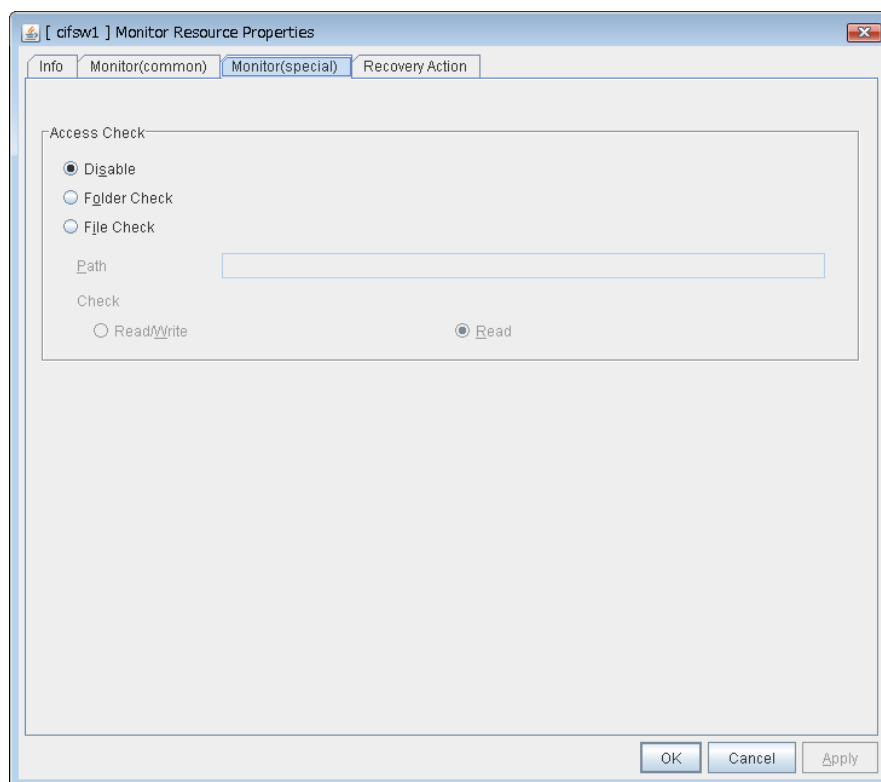 [ cifsw1 ] Monitor Resource Properties
Info Monitor(common) Monitor(special) Recovery Action
Access Check
Disable
Folder Check
File Check
Path
Check
Read/Write Read
OK Cancel Apply